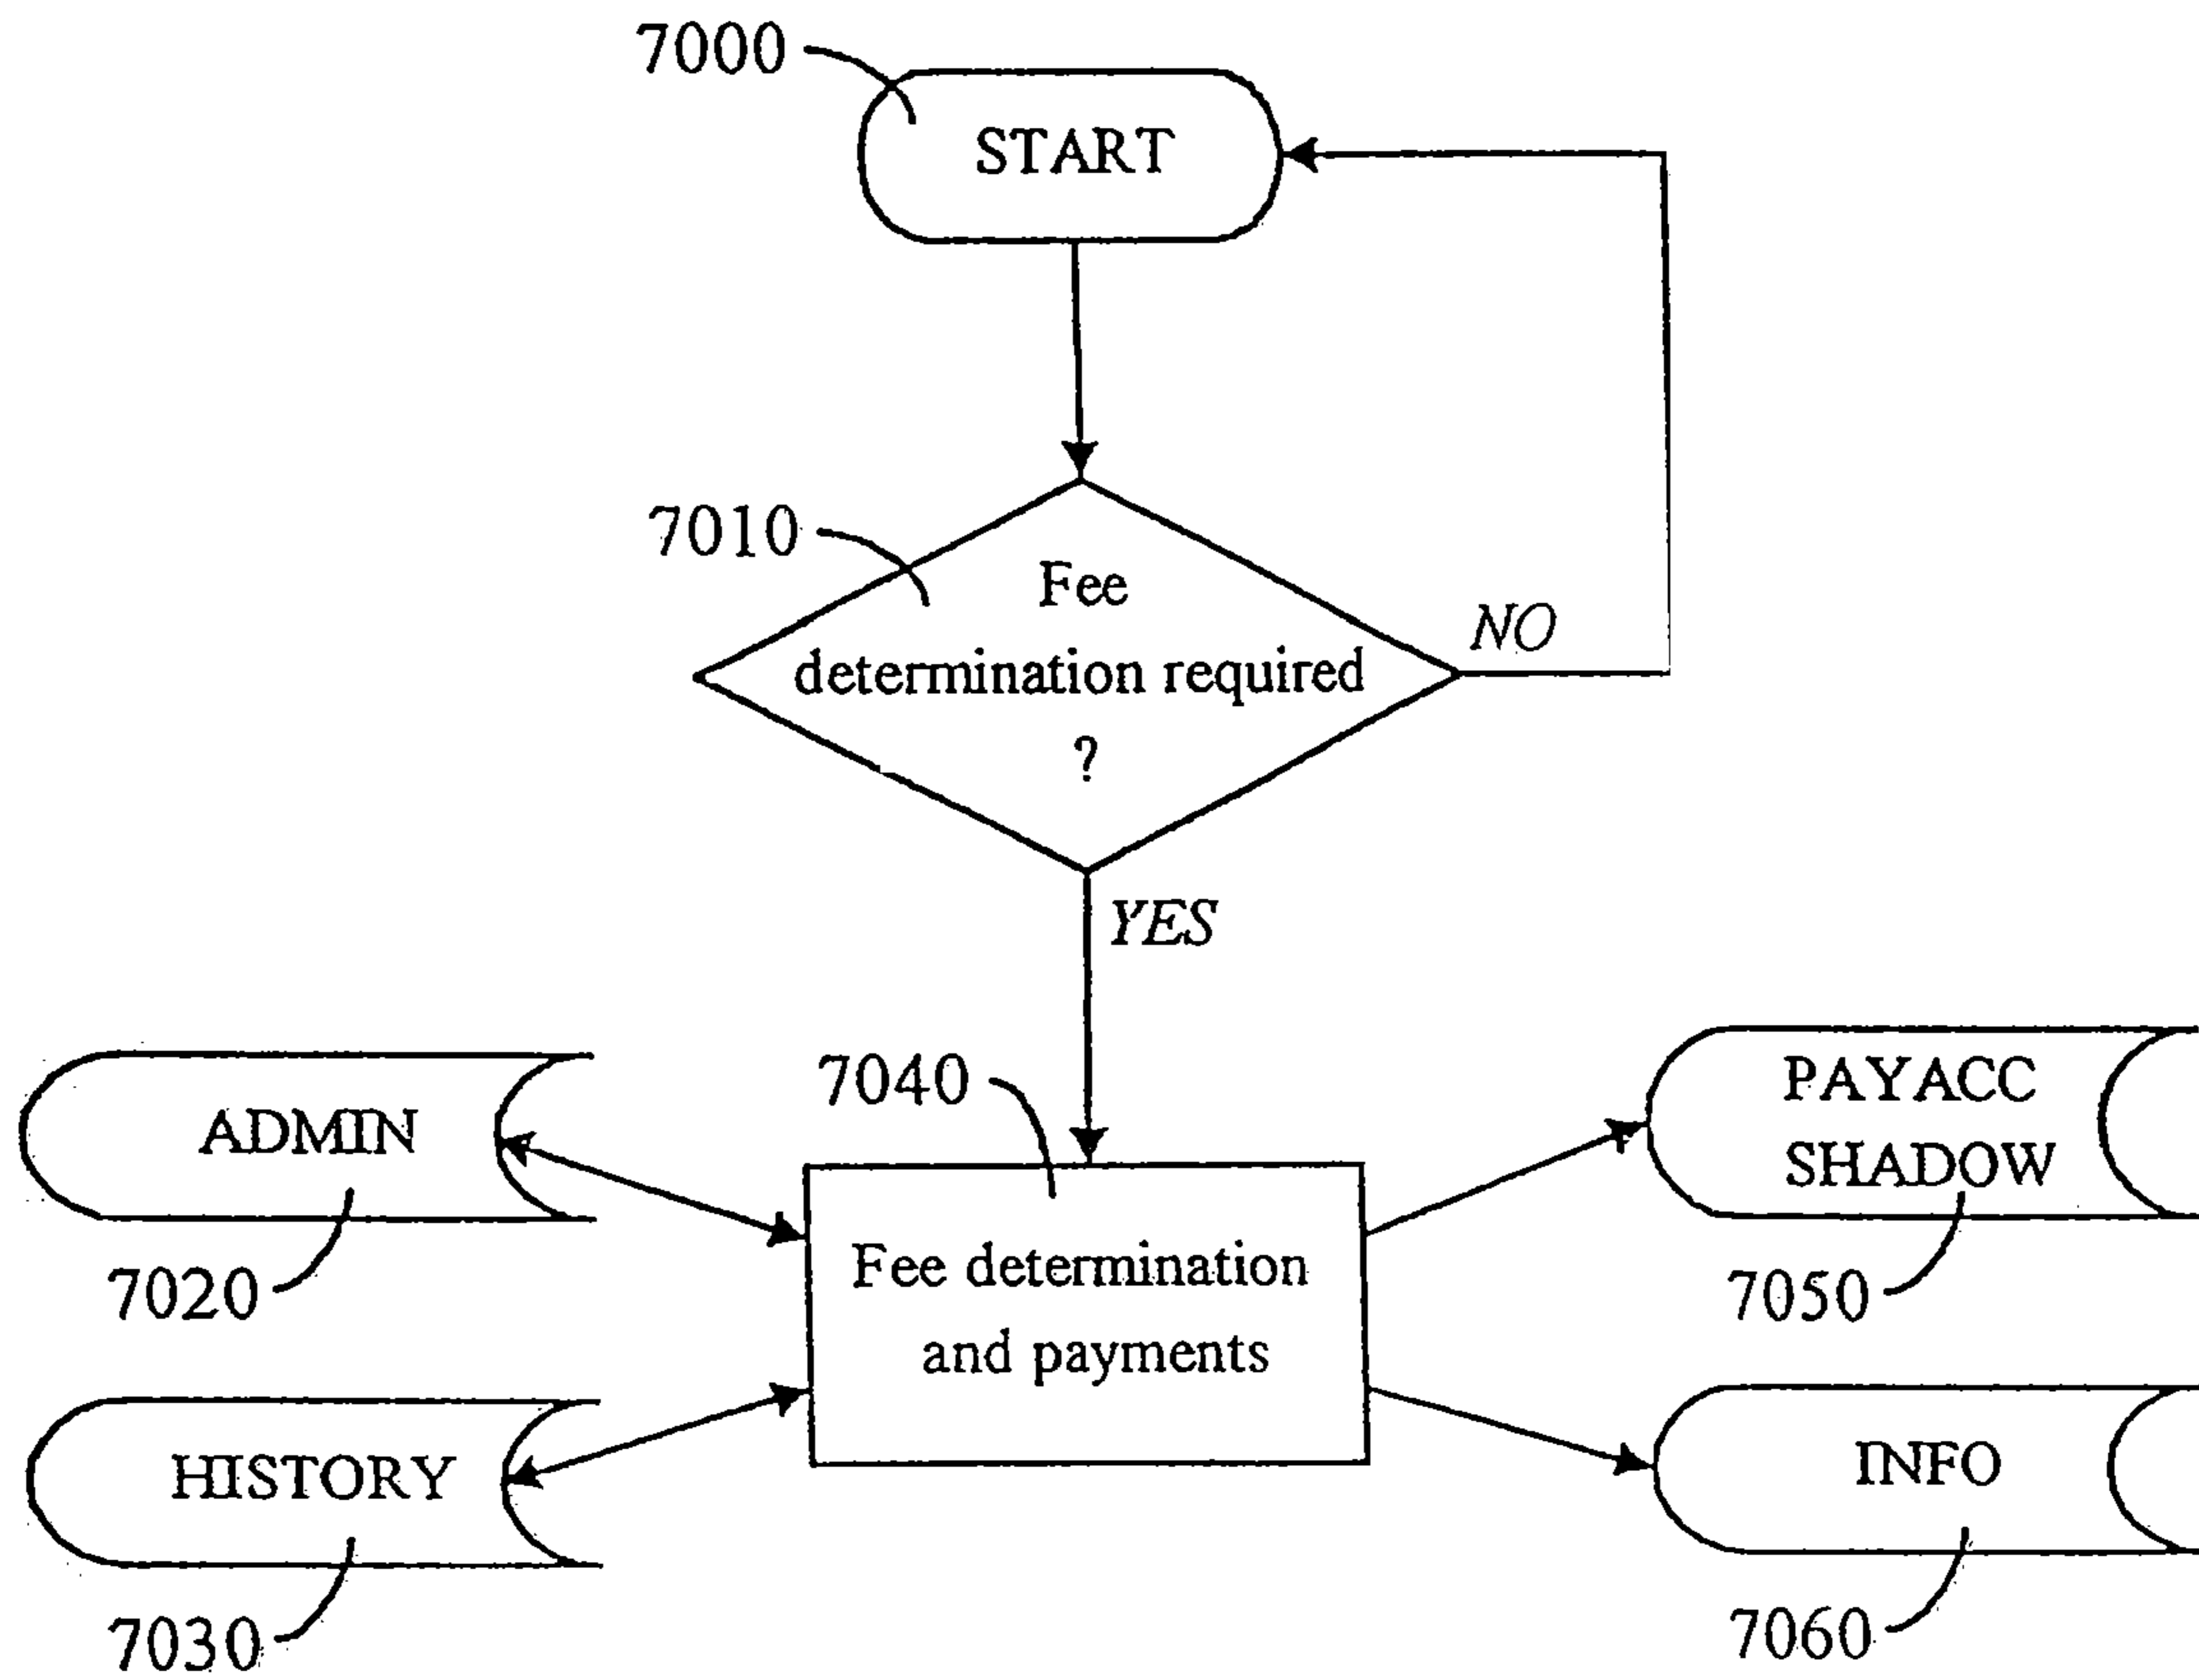 7000
START
7010
Fee
determination required
?
NO
YES
7040
ADMIN
7020
Fee determination
and payments
PAYACC
SHADOW
7050
HISTORY
7030
INFO
7060